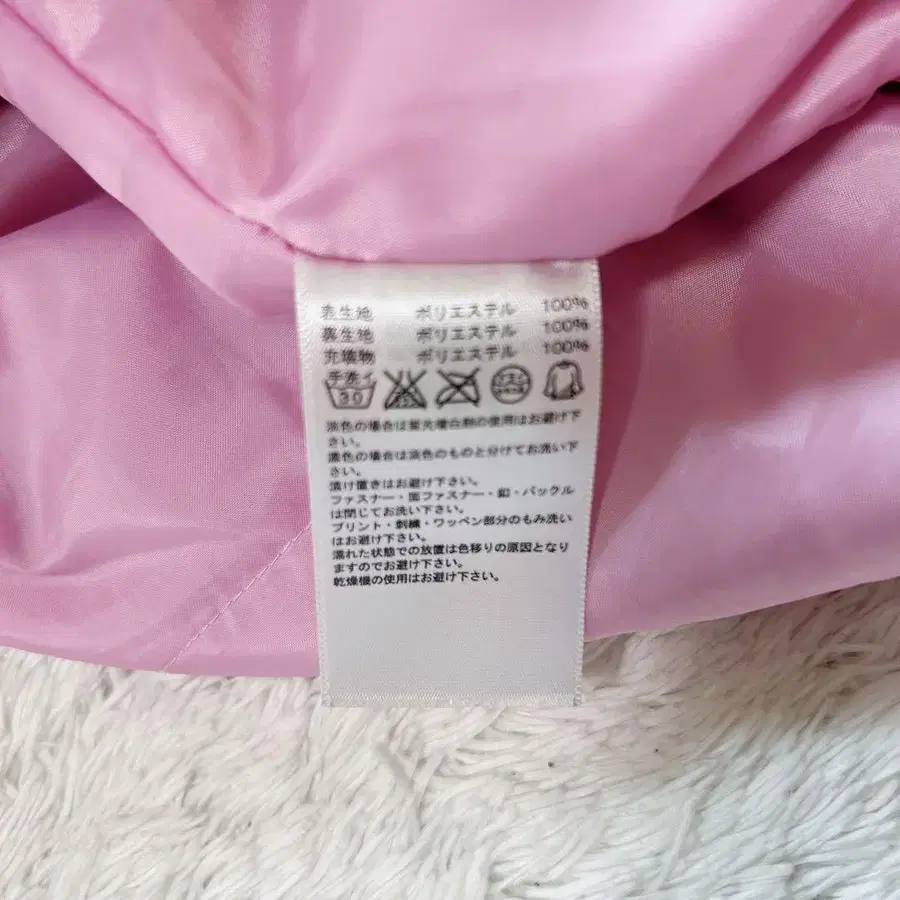 表生地 ポリエステル 100%
裏生地 ポリエステル 100%
充填物 ポリエステル 100%
手洗イ
30
淡色の場合は蛍光増白剤の使用はお避け下
さい。
濃色の場合は淡色のものと分けてお洗い下
さい。
漬け置きはお避け下さい。
ファスナー・面ファスナー・釦・バックル
は閉じてお洗い下さい。
プリント・刺繍・ワッペン部分のもみ洗い
はお避け下さい。
濡れた状態での放置は色移りの原因となり
ますのでお避け下さい。
乾燥機の使用はお避け下さい。